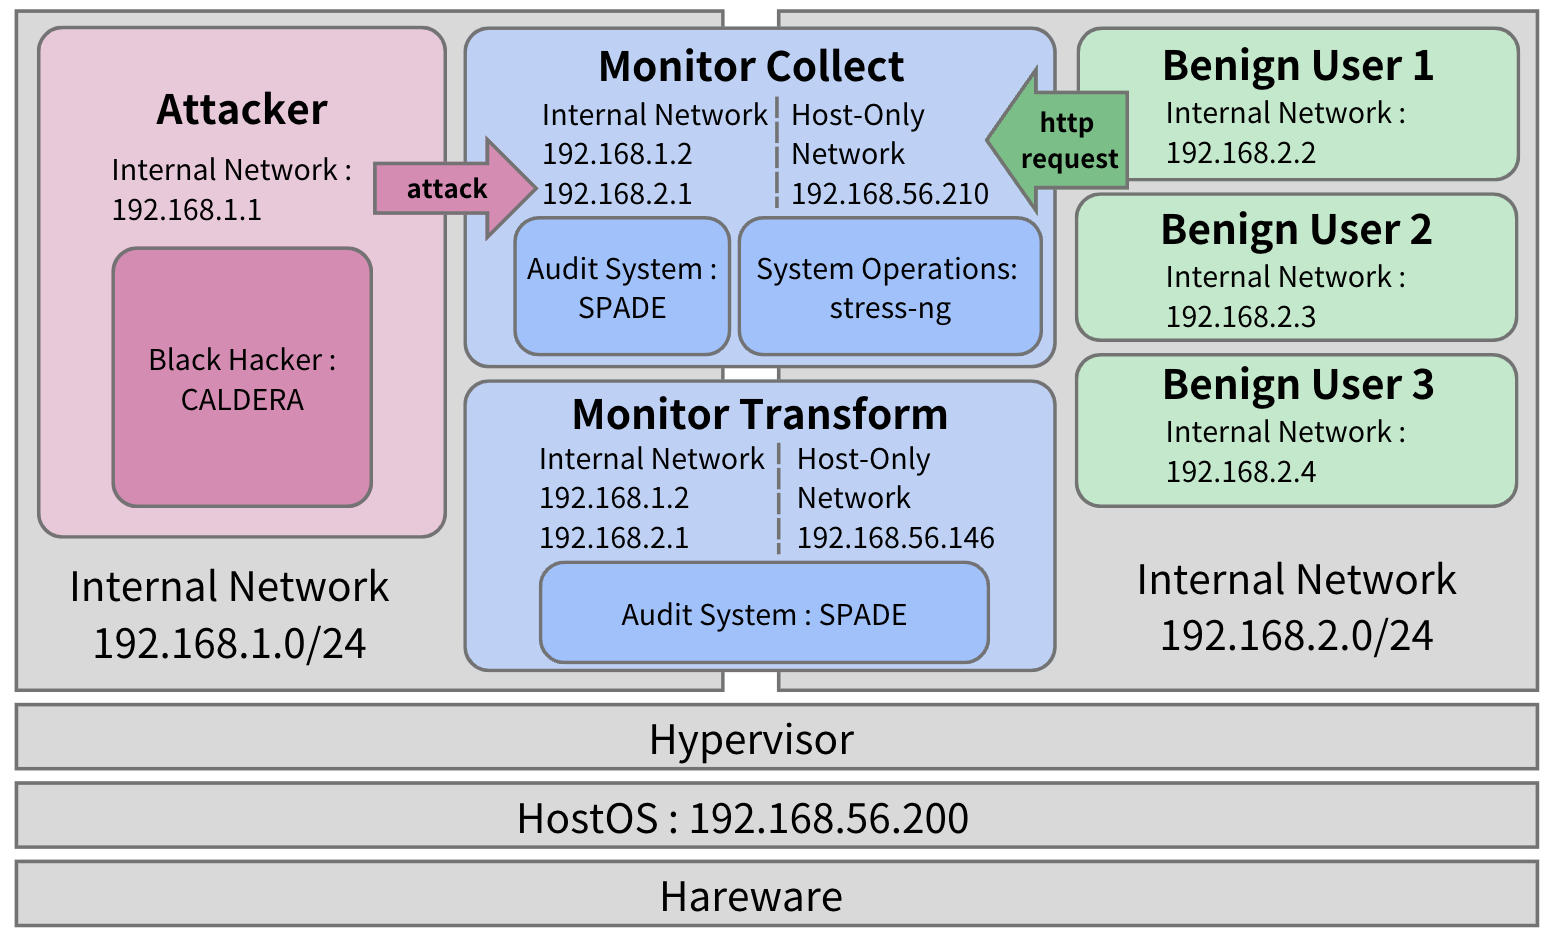 Attacker
Internal Network :
192.168.1.1
attack
Black Hacker :
CALDERA
Internal Network
192.168.1.0/24
Monitor Collect
Internal Network
192.168.1.2
192.168.2.1
Host-Only
Network
192.168.56.210
Audit System :
SPADE
System Operations:
stress-ng
Monitor Transform
Internal Network
192.168.1.2
192.168.2.1
Host-Only
Network
192.168.56.146
Audit System : SPADE
http
request
Benign User 1
Internal Network :
192.168.2.2
Benign User 2
Internal Network :
192.168.2.3
Benign User 3
Internal Network :
192.168.2.4
Internal Network
192.168.2.0/24
Hypervisor
HostOS : 192.168.56.200
Hareware